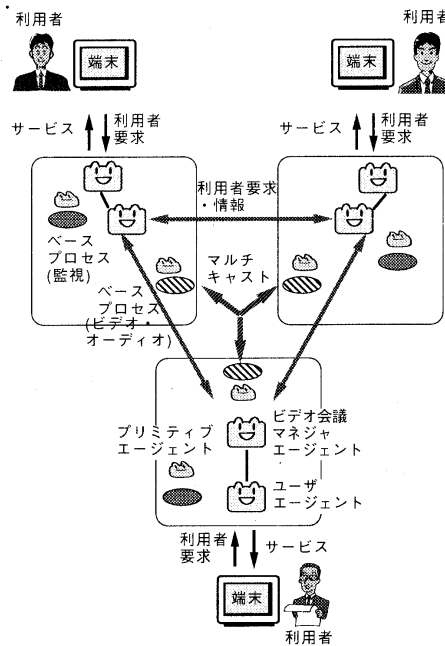 利用者
利用者
端末
端末
サービス
利用者
要求
サービス
利用者
要求
利用者要求
・情報
ベース
プロセス
(監視)
マルチ
キャスト
ベース
プロセス
(ビデオ・
オーディオ)
プリミティブ
エージェント
ビデオ会議
マネジャ
エージェント
ユーザ
エージェント
利用者
要求
サービス
端末
利用者